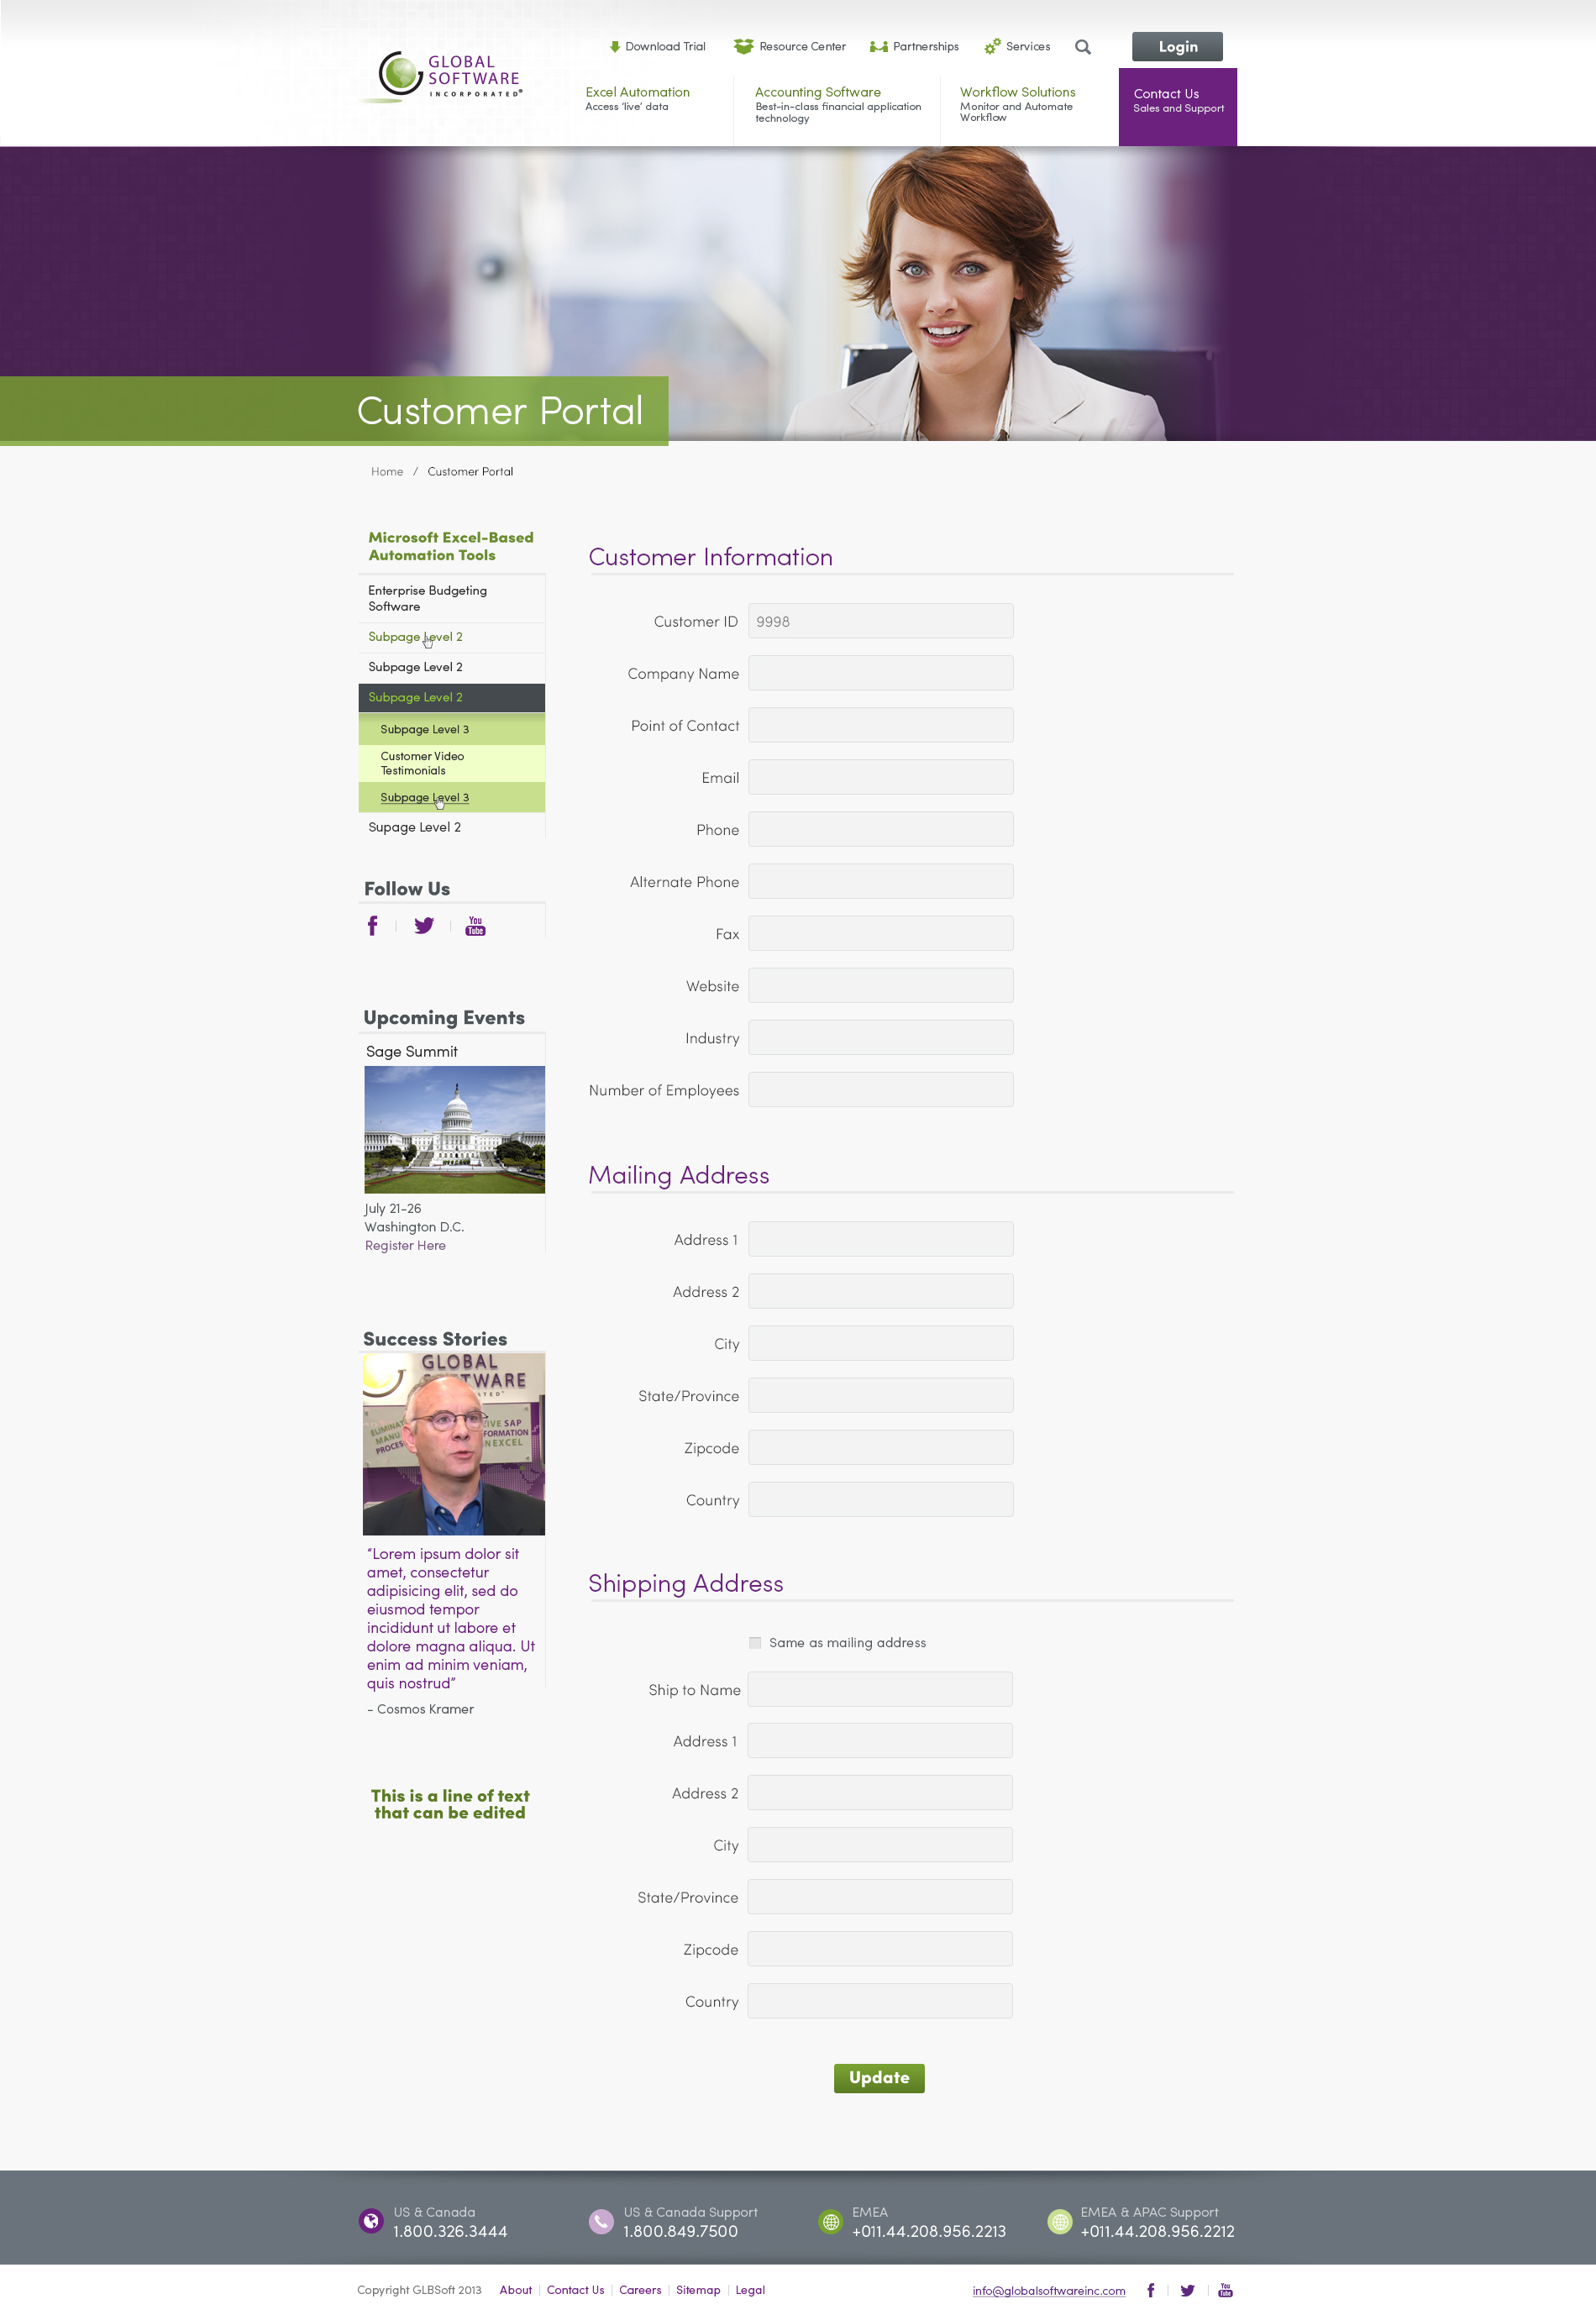 Download Trial
Resource Center
Partnerships
Services
Login
GLOBAL
SOFTWARE
INCORPORATED®
Excel Automation
Access 'live' data
Accounting Software
Best-in-class financial application
technology
Workflow Solutions
Monitor and Automate
Workflow
Contact Us
Sales and Support
Customer Portal
Home / Customer Portal
Microsoft Excel-Based
Automation Tools
Enterprise Budgeting
Software
Subpage Level 2
Subpage Level 2
Subpage Level 2
Subpage Level 3
Customer Video
Testimonials
Subpage Level 3
Supage Level 2
Follow Us
You
Tube
Upcoming Events
Sage Summit
July 21-26
Washington D.C.
Register Here
Success Stories
GLOBAL
WARE
IVE SAP
FORMATION
N EXCEL
“Lorem ipsum dolor sit
amet, consectetur
adipisicing elit, sed do
eiusmod tempor
incididunt ut labore et
dolore magna aliqua. Ut
enim ad minim veniam,
quis nostrud”
- Cosmos Kramer
This is a line of text
that can be edited
Customer Information
Customer ID 9998
Company Name
Point of Contact
Email
Phone
Alternate Phone
Fax
Website
Industry
Number of Employees
Mailing Address
Address 1
Address 2
City
State/Province
Zipcode
Country
Shipping Address
Same as mailing address
Ship to Name
Address 1
Address 2
City
State/Province
Zipcode
Country
Update
US & Canada
1.800.326.3444
US & Canada Support
1.800.849.7500
EMEA
+011.44.208.956.2213
EMEA & APAC Support
+011.44.208.956.2212
Copyright GLBSoft 2013 About | Contact Us | Careers | Sitemap | Legal
info@globalsoftwareinc.com
You
Tube